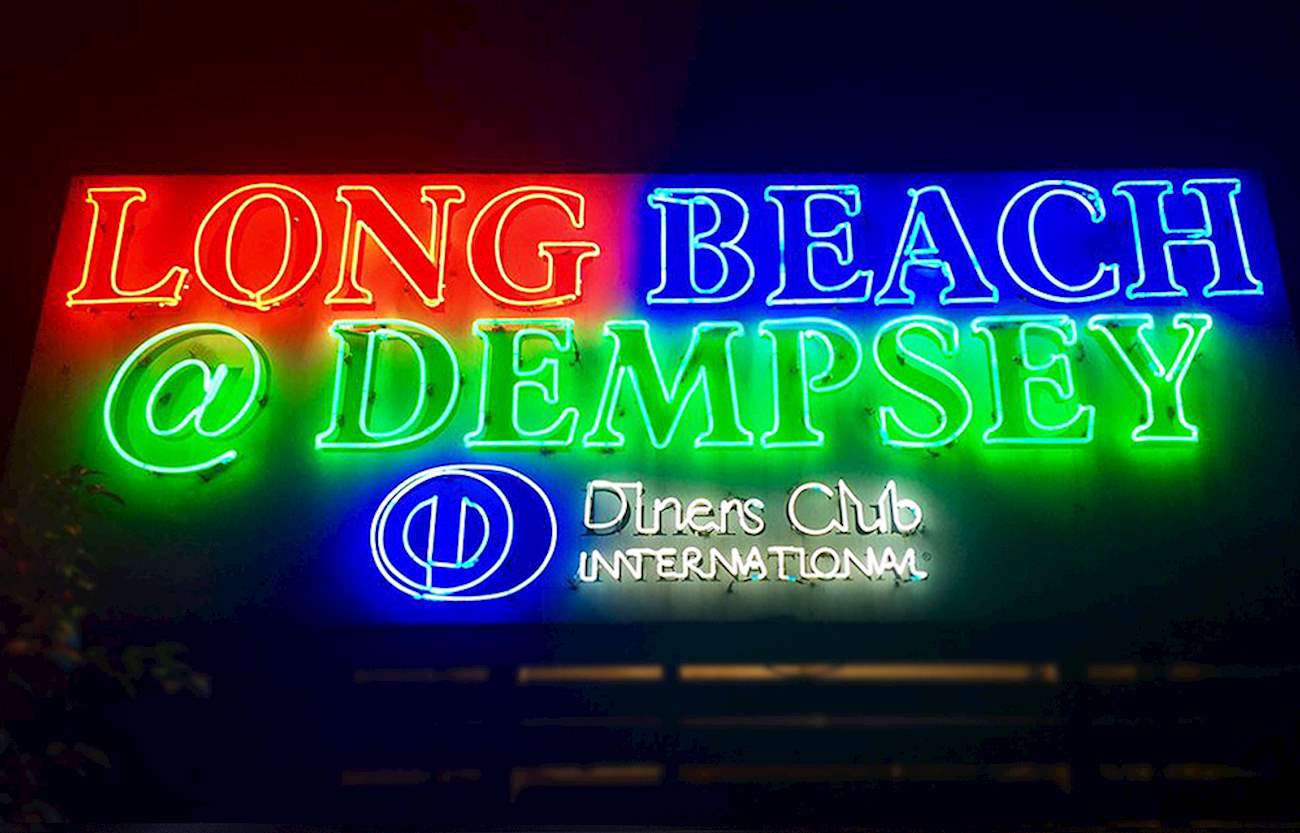 LONG BEACH
@ DEMPSEY
Diners Club
INTERNATIONAL